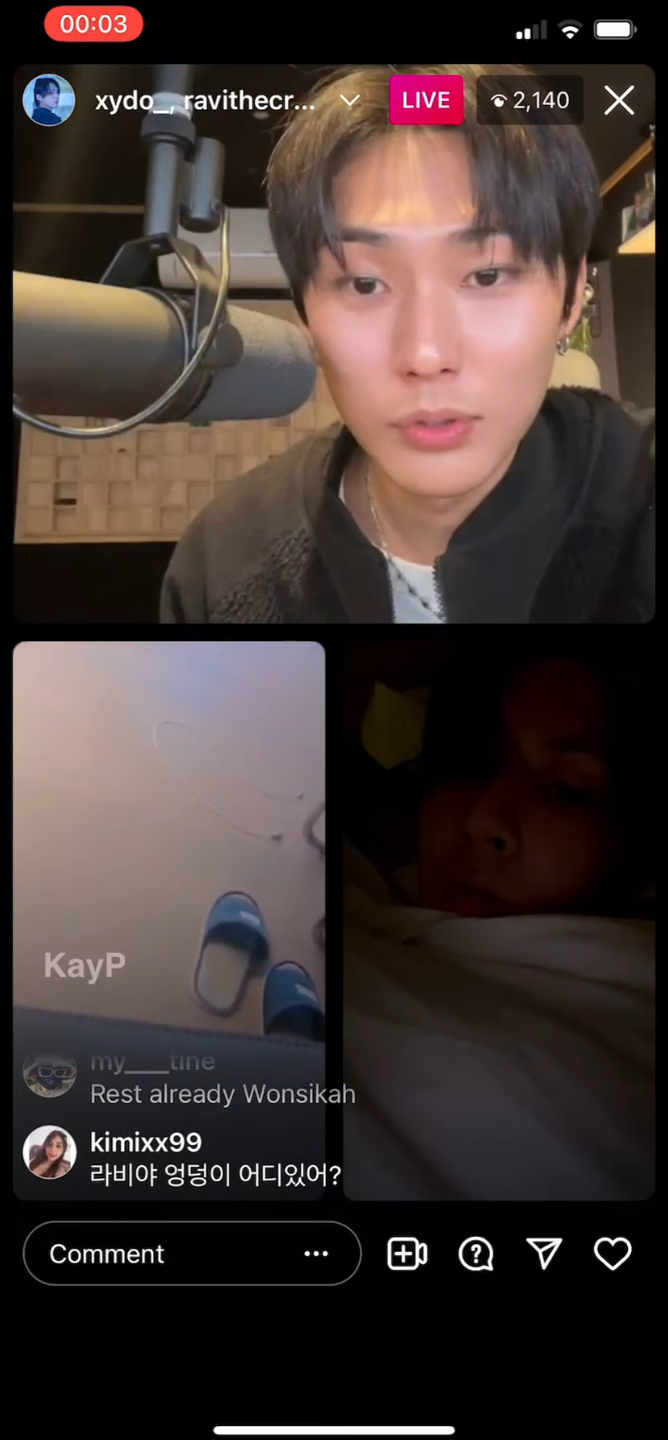 00:03
xydo_, ravithecr...
LIVE
2,140
KayP
my___tine
Rest already Wonsikah
kimixx99
라비야 엉덩이 어디있어?
Comment